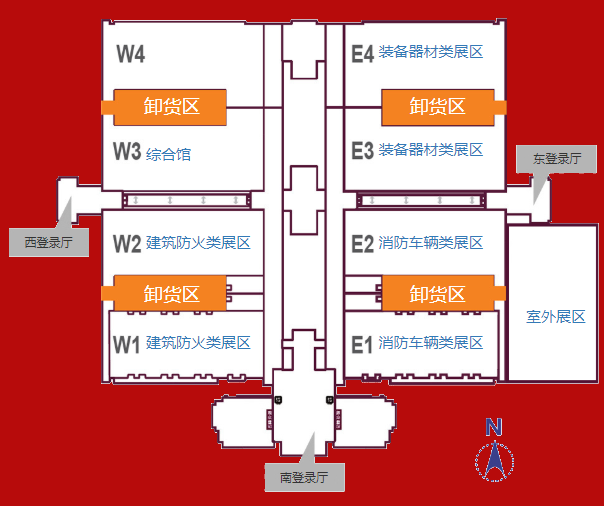 W4
E4 装备器材类展区
卸货区
卸货区
W3 综合馆
E3 装备器材类展区
东登录厅
西登录厅
W2 建筑防火类展区
E2 消防车辆类展区
卸货区
卸货区
室外展区
W1 建筑防火类展区
E1 消防车辆类展区
N
南登录厅